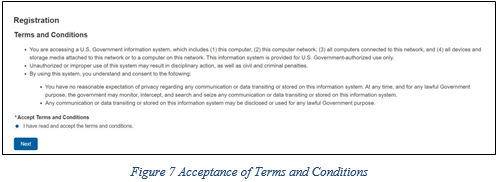 Registration
Terms and Conditions
• You are accessing a U.S. Government information system, which includes (1) this computer, (2) this computer network, (3) all computers connected to this network, and (4) all devices and
storage media attached to this network or to a computer on this network. This information system is provided for U.S. Government-authorized use only.
• Unauthorized or improper use of this system may result in disciplinary action, as well as civil and criminal penalties.
• By using this system, you understand and consent to the following:
• You have no reasonable expectation of privacy regarding any communication or data transiting or stored on this information system. At any time, and for any lawful Government
purpose, the government may monitor, intercept, and search and seize any communication or data transiting or stored on this information system.
• Any communication or data transiting or stored on this information system may be disclosed or used for any lawful Government purpose.
*Accept Terms and Conditions
I have read and accept the terms and conditions.
Next
Figure 7 Acceptance of Terms and Conditions